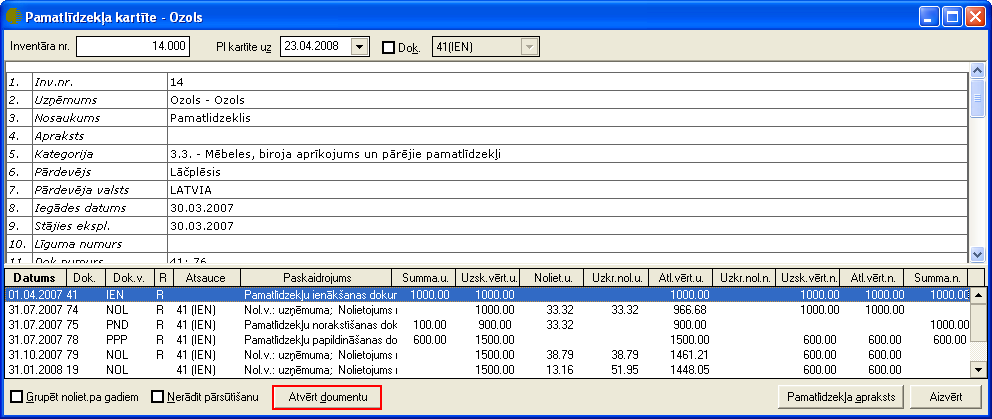 Pamatlīdzekļa kartīte - Ozols
Inventāra nr. 14.000 Pl kartīte uz 23.04.2008 Dok. 41(IEN)
1. Inv.nr. 14
2. Uzņēmums Ozols - Ozols
3. Nosaukums Pamatlidzeklis
4. Apraksts
5. Kategorija 3.3. - Mēbeles, biroja aprīkojums un pārējie pamatlīdzekļi
6. Pārdevējs Lāčplēsis
7. Pārdevēja valsts LATVIA
8. Iegādes datums 30.03.2007
9. Stājies ekspl. 30.03.2007
10. Līguma numurs
11. Dok.numurs 41; 76
Datums Dok. Dok.v. R Atsauce Paskaidrojums Summa.u. Uzsk.vērt.u. Noliet.u. Uzkr.nol.u. Atl.vērt.u. Uzkr.nol.n. Uzsk.vērt.n. Atl.vērt.n. Summa.n.
01.04.2007 41 IEN R Pamatlīdzekļu ienākšanas dokur 1000.00 1000.00 1000.00 1000.00 1000.00 1000.00
31.07.2007 74 NOL R 41 (IEN) Nol.v.: uzņēmuma; Nolietojums r 1000.00 33.32 33.32 966.68 1000.00 1000.00
31.07.2007 75 PND R 41 (IEN) Pamatlīdzekļu norakstīšanas dok 100.00 900.00 33.32 900.00 1000.00
31.07.2007 78 PPP R 41 (IEN) Pamatlīdzekļu papildināšanas do 600.00 1500.00 1500.00 600.00 600.00 600.00
31.10.2007 79 NOL R 41 (IEN) Nol.v.: uzņēmuma; Nolietojums r 1500.00 38.79 38.79 1461.21 600.00 600.00
31.01.2008 19 NOL 41 (IEN) Nol.v.: uzņēmuma; Nolietojums r 1500.00 13.16 51.95 1448.05 600.00 600.00
Grupēt noliet.pa gadiem Nerādīt pārsūtīšanu Atvērt doumentu Pamatlīdzekļa apraksts Aizvērt